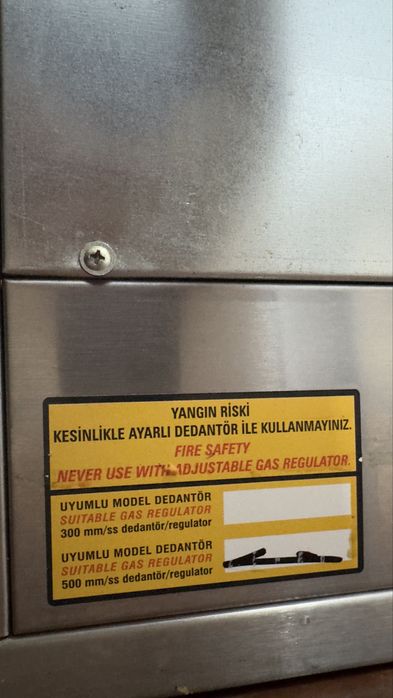 YANGIN RİSKİ
KESİNLİKLE AYARLI DEDANTÖR İLE KULLANMAYINIZ.
FIRE SAFETY
NEVER USE WITH ADJUSTABLE GAS REGULATOR.
UYUMLU MODEL DEDANTÖR
SUITABLE GAS REGULATOR
300 mm/ss dedantör/regulator
UYUMLU MODEL DEDANTÖR
SUITABLE GAS REGULATOR
500 mm/ss dedantör/regulator